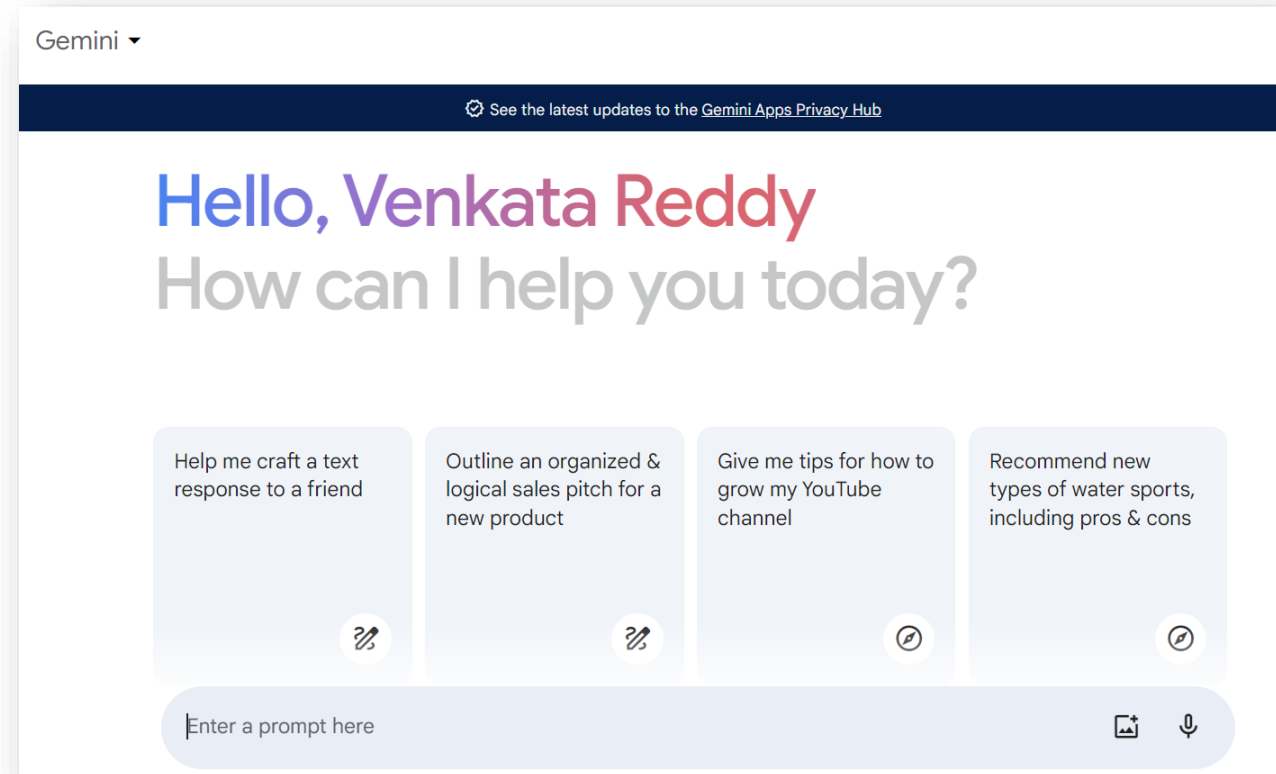 Gemini
See the latest updates to the Gemini Apps Privacy Hub
Hello, Venkata Reddy
How can I help you today?
Help me craft a text
response to a friend
Outline an organized &
logical sales pitch for a
new product
Give me tips for how to
grow my YouTube
channel
Recommend new
types of water sports,
including pros & cons
Enter a prompt here